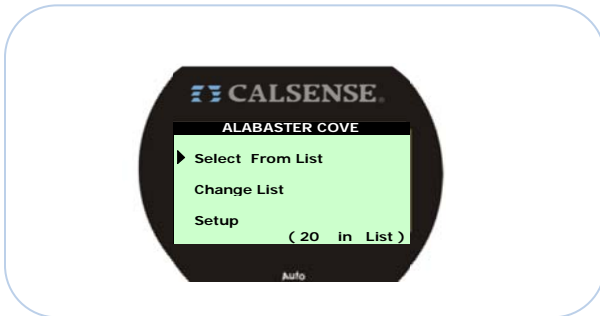 CALSENSE®
ALABASTER COVE
Select From List
Change List
Setup
( 20 in List )
Auto